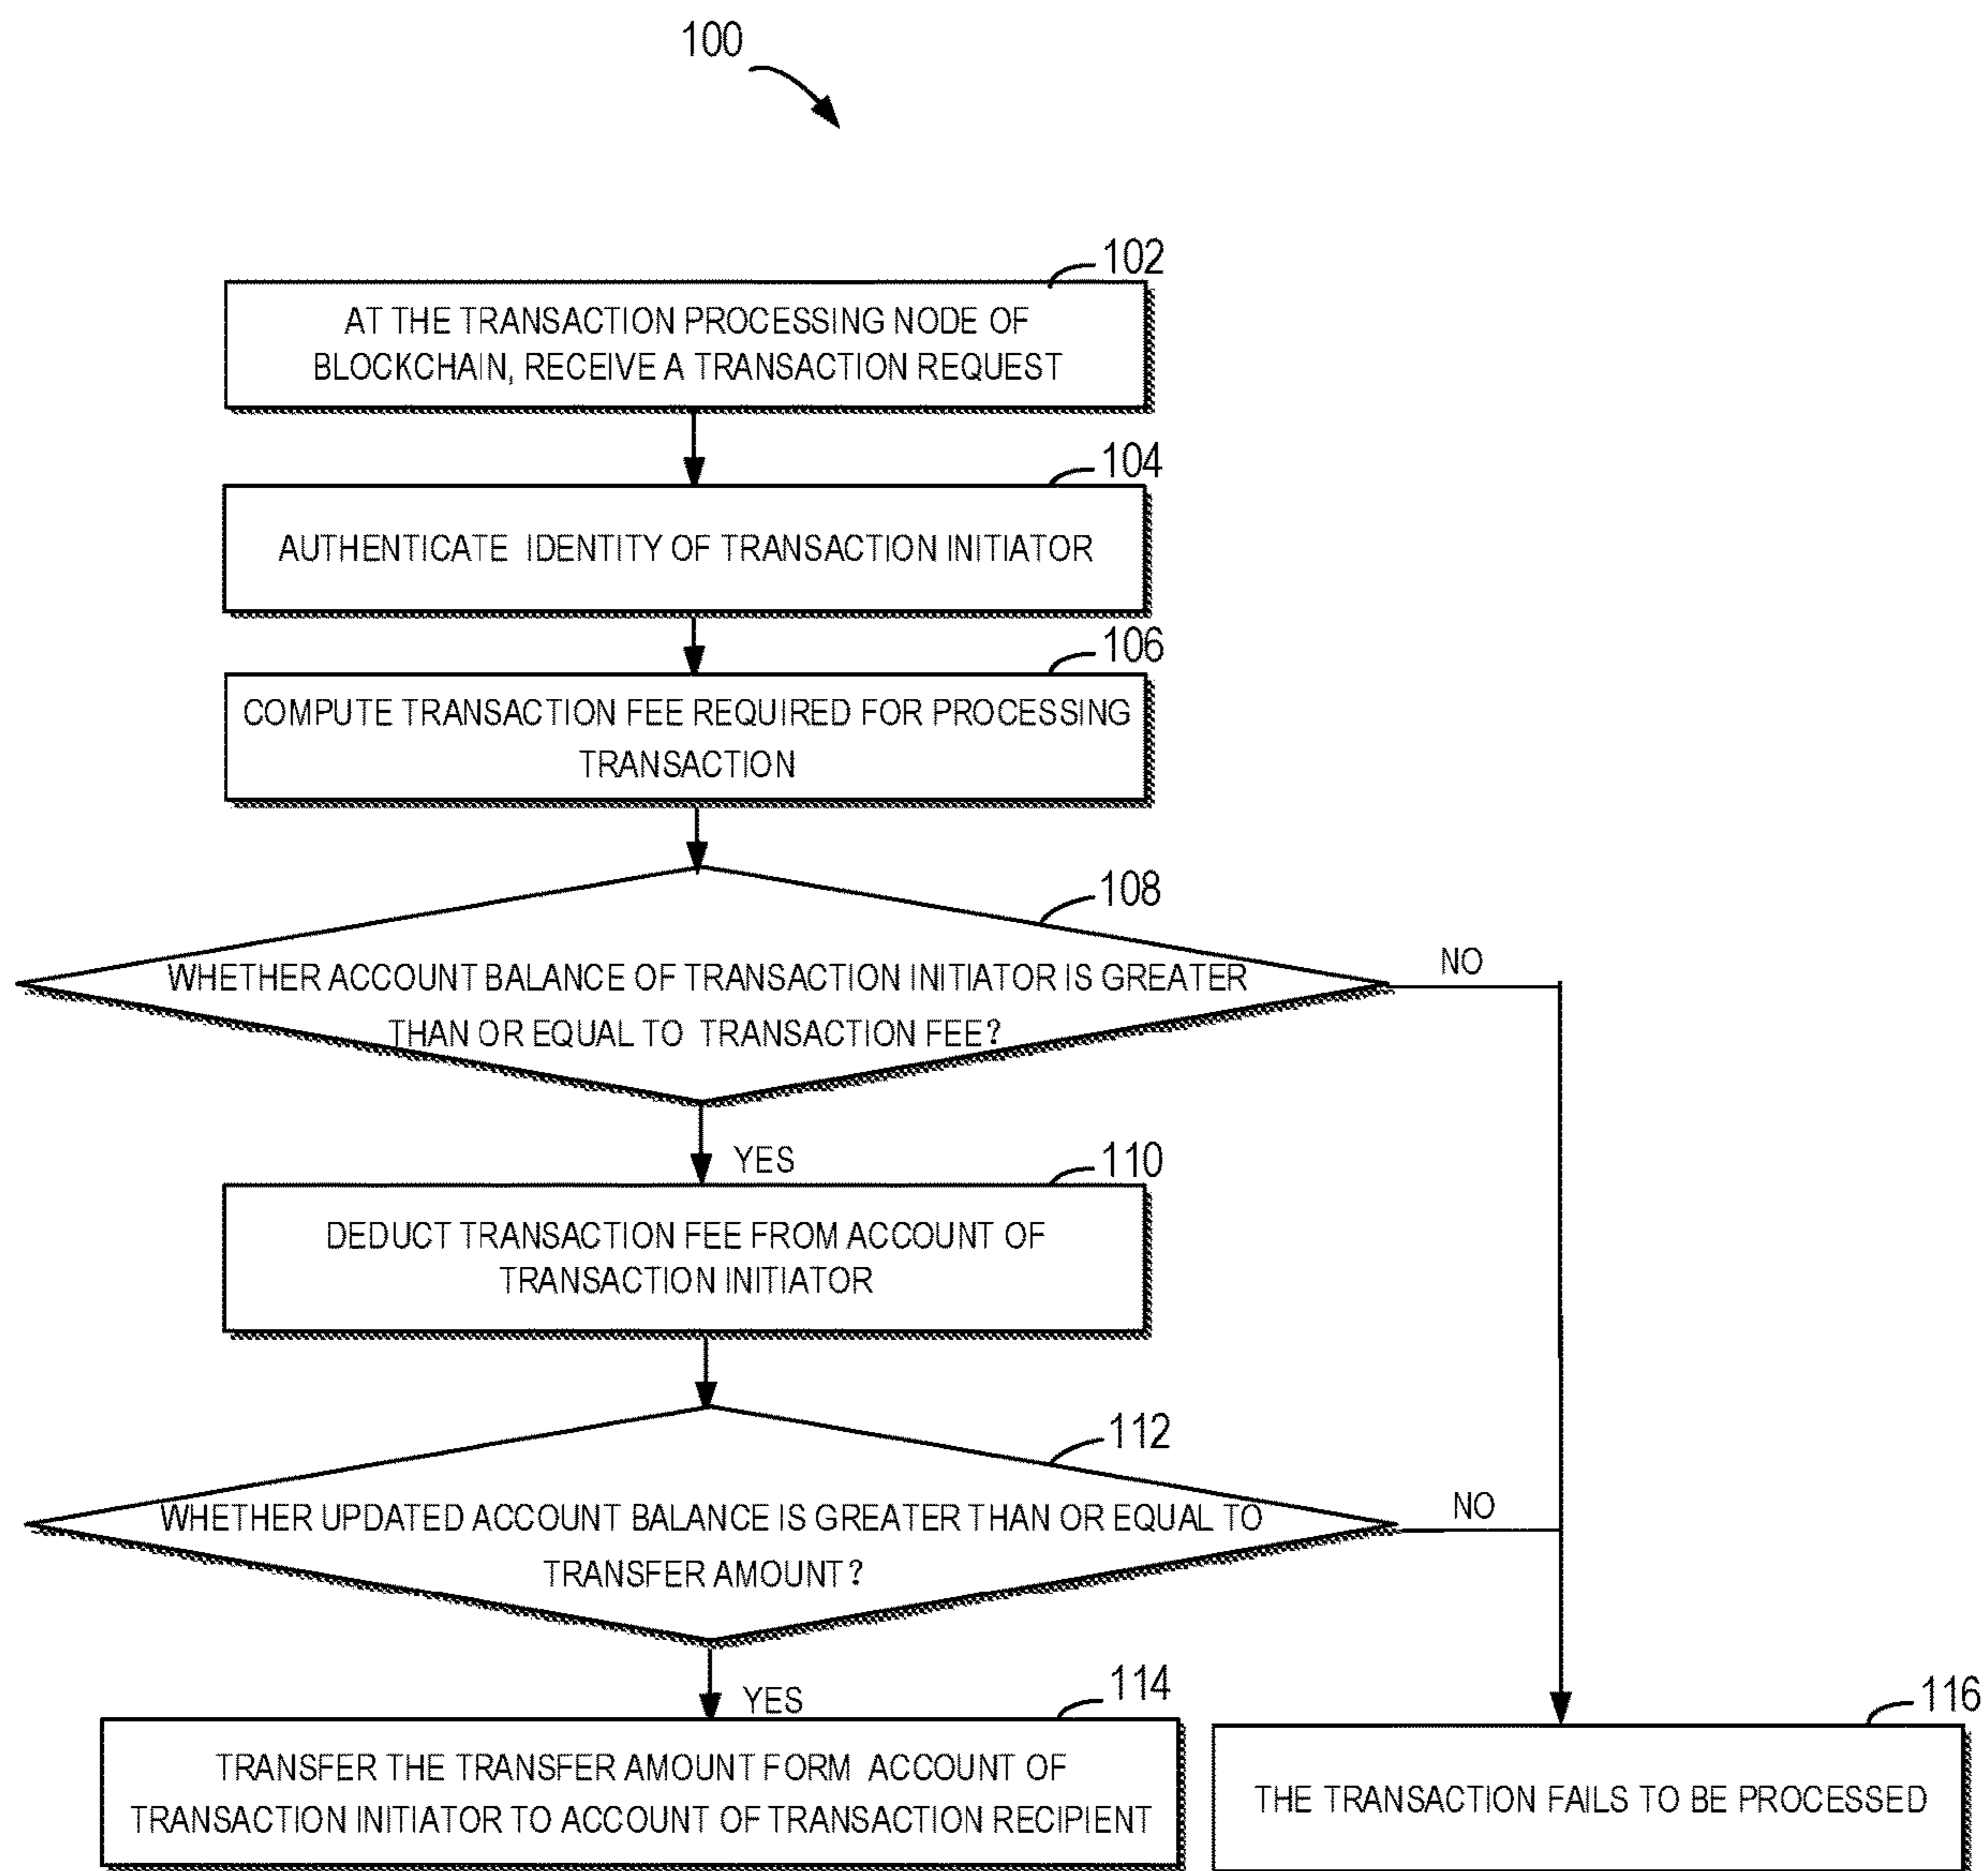 100
102
AT THE TRANSACTION PROCESSING NODE OF
BLOCKCHAIN, RECEIVE A TRANSACTION REQUEST
104
AUTHENTICATE IDENTITY OF TRANSACTION INITIATOR
106
COMPUTE TRANSACTION FEE REQUIRED FOR PROCESSING
TRANSACTION
108
WHETHER ACCOUNT BALANCE OF TRANSACTION INITIATOR IS GREATER
THAN OR EQUAL TO TRANSACTION FEE?
NO
YES
110
DEDUCT TRANSACTION FEE FROM ACCOUNT OF
TRANSACTION INITIATOR
112
WHETHER UPDATED ACCOUNT BALANCE IS GREATER THAN OR EQUAL TO
TRANSFER AMOUNT?
NO
YES
114
TRANSFER THE TRANSFER AMOUNT FORM ACCOUNT OF
TRANSACTION INITIATOR TO ACCOUNT OF TRANSACTION RECIPIENT
116
THE TRANSACTION FAILS TO BE PROCESSED